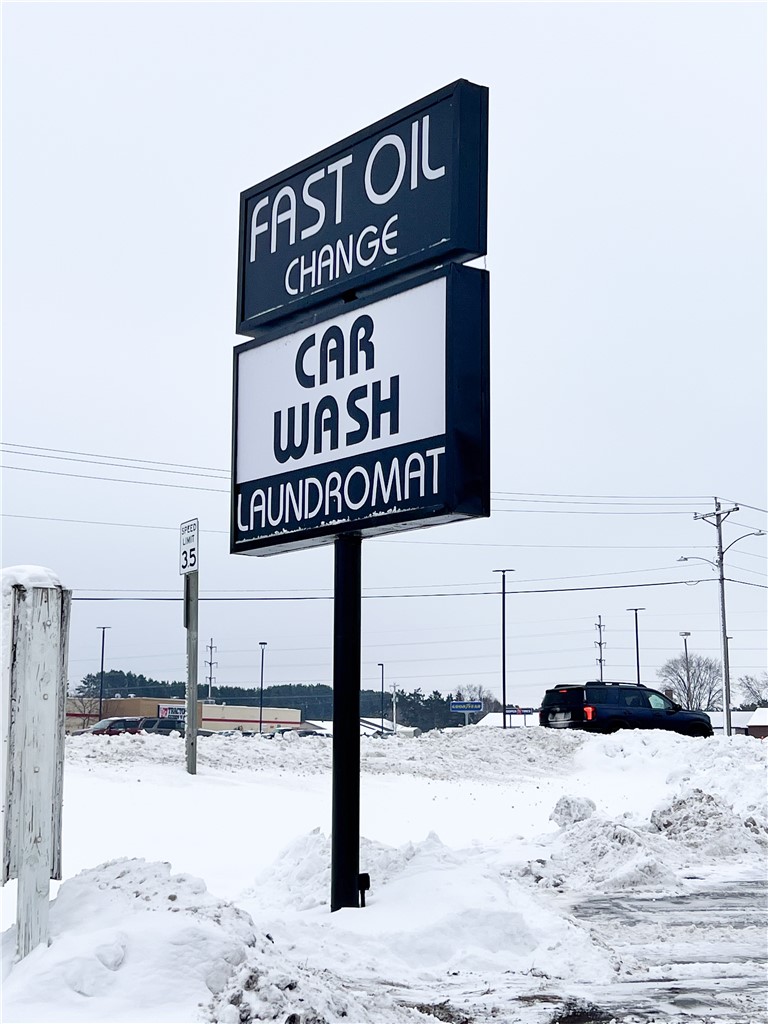 FAST OIL
CHANGE
CAR
WASH
LAUNDROMAT
SPEED
LIMIT
35